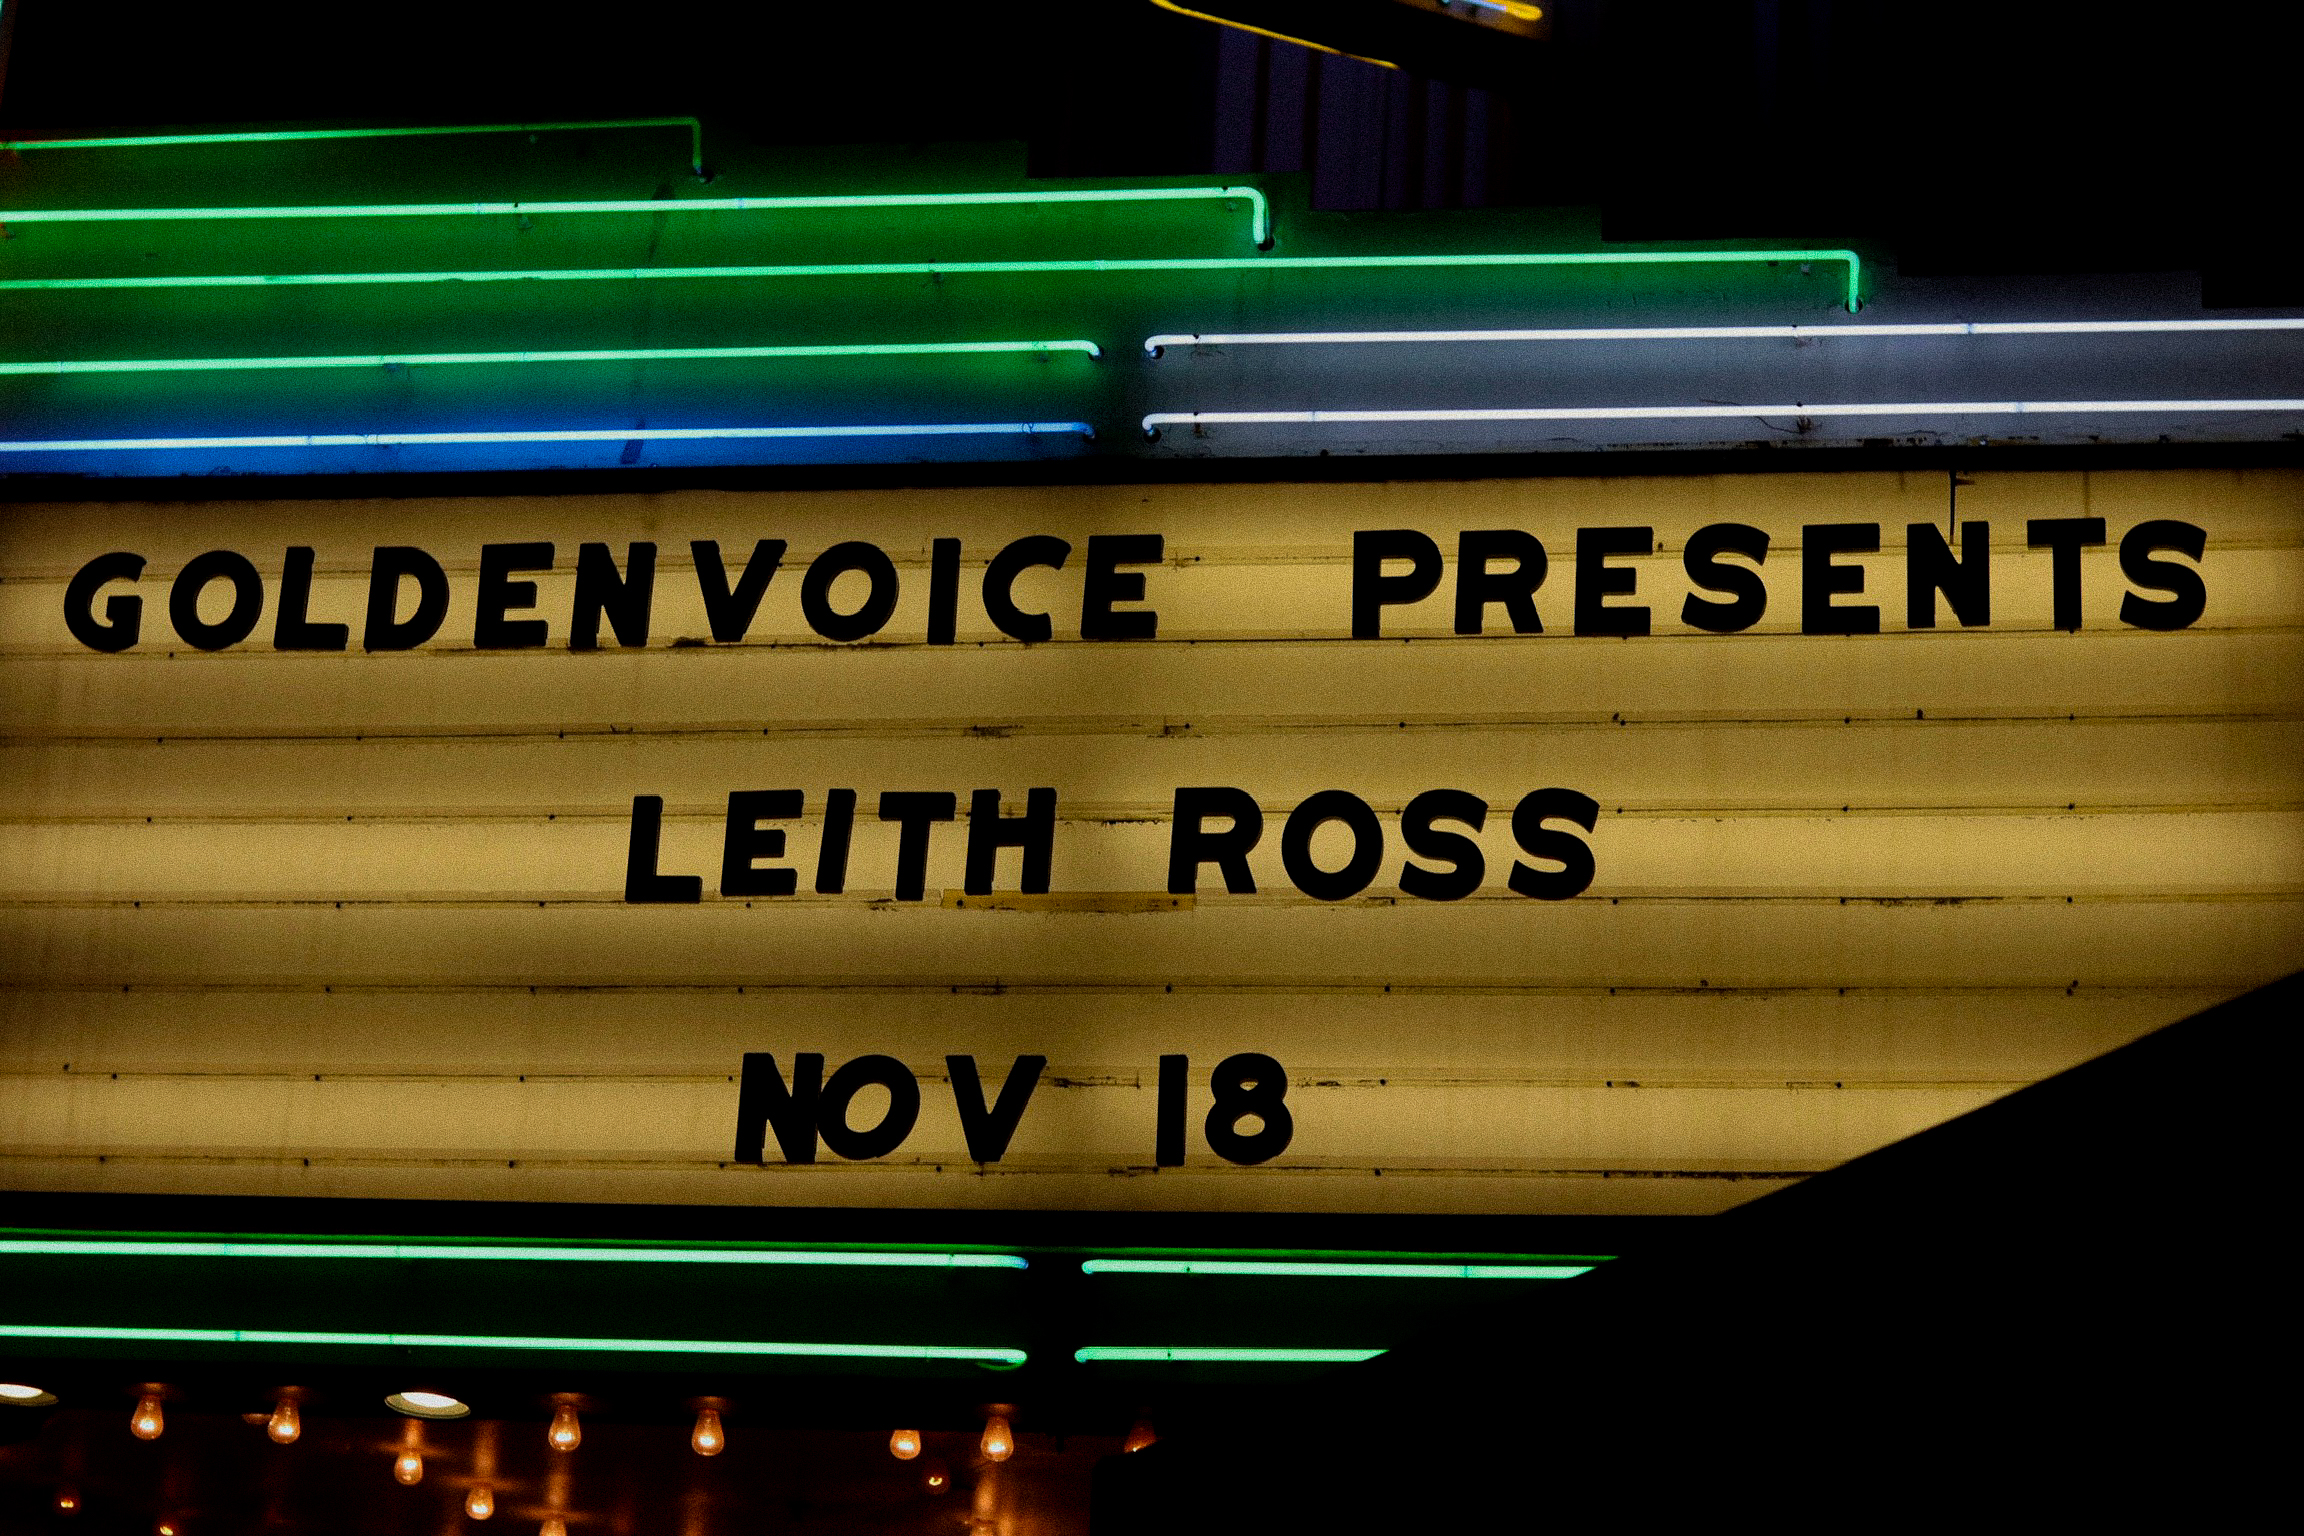 GOLDENVOICE PRESENTS
LEITH ROSS
NOV 18